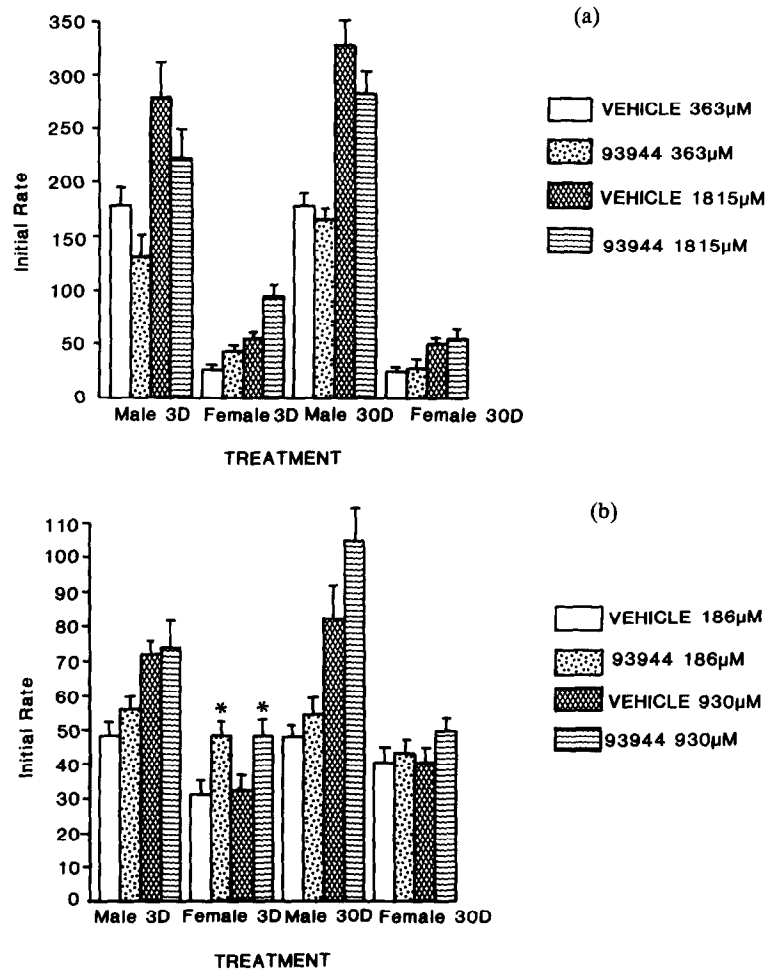 (a)
350
300
250
200
150
100
50
0
Initial Rate
Male 3D Female 3D Male 30D Female 30D
TREATMENT
VEHICLE 363µM
93944 363µM
VEHICLE 1815µM
93944 1815µM
(b)
110
100
90
80
70
60
50
40
30
20
10
0
Initial Rate
* *
Male 3D Female 3D Male 30D Female 30D
TREATMENT
VEHICLE 186µM
93944 186µM
VEHICLE 930µM
93944 930µM